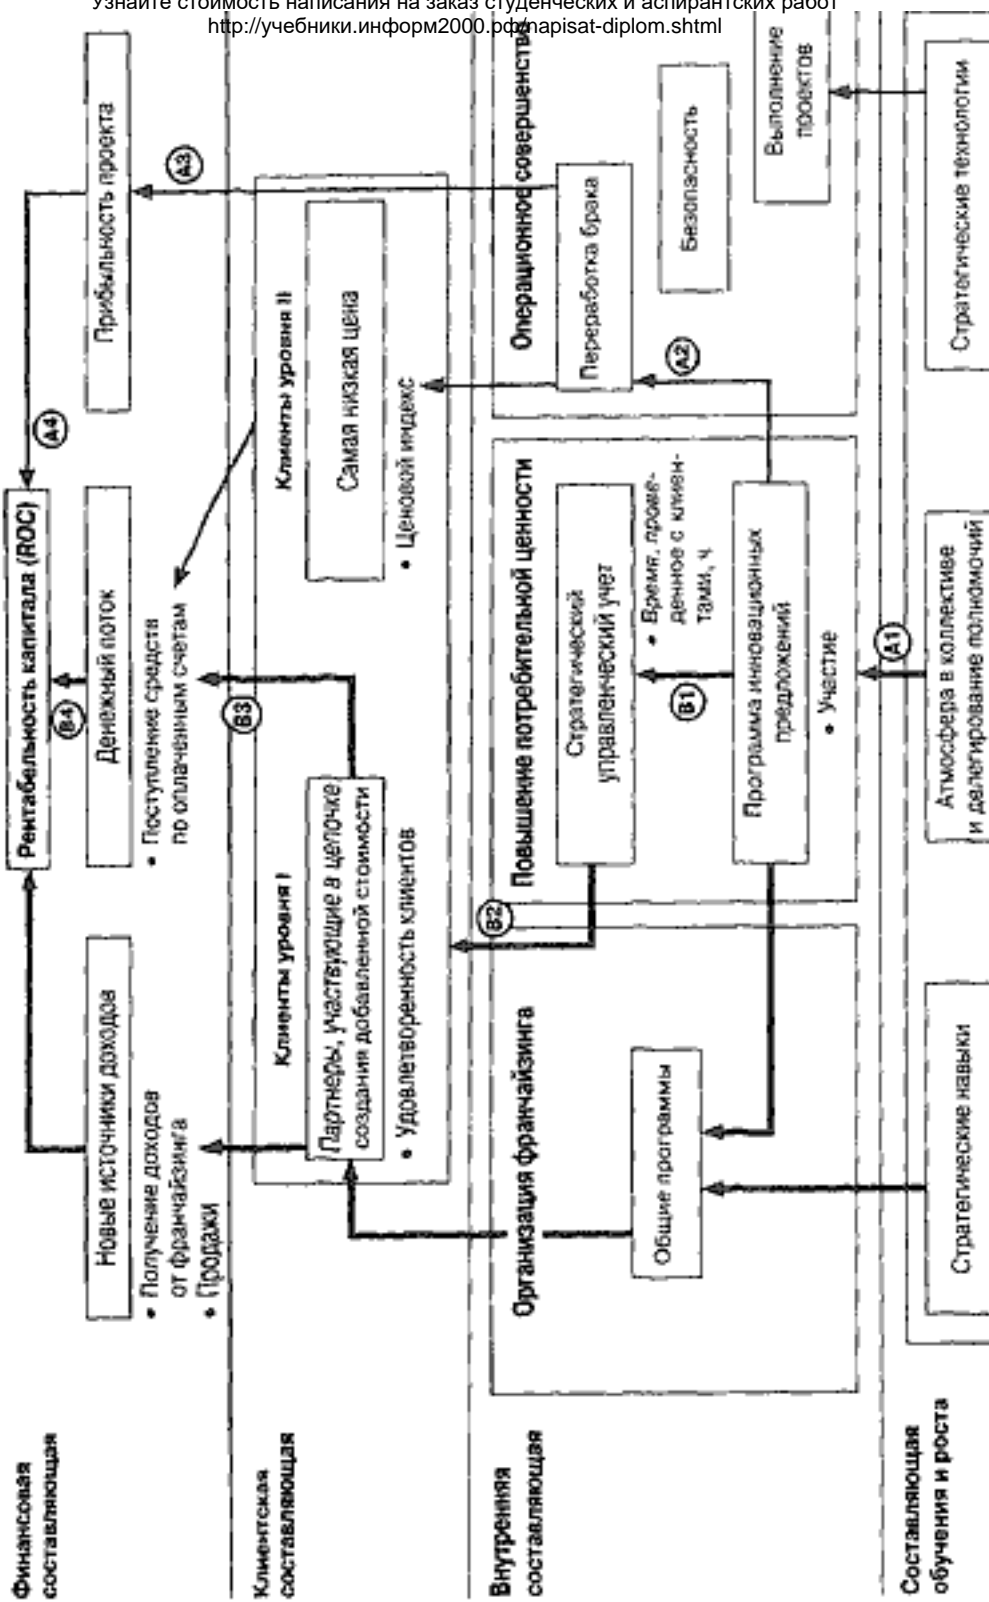 Узнайте стоимость написания на заказ студенческих и аспирантских работ
http://учебники.информ2000.рф/napisat-diplom.shtml
Финансовая
составляющая
Рентабельность капитала (ROC)
A4
B4
Новые источники доходов
• Получение доходов
от франчайзинга
• Продажи
Денежный поток
• Поступление средств
по оплаченным счетам
Прибыльность проекта
A3
B3
Клиентская
составляющая
Клиенты уровня I
Партнеры, участвующие в цепочке
создания добавленной стоимости
• Удовлетворенность клиентов
Клиенты уровня II
Самая низкая цена
• Ценовой индекс
Внутренняя
составляющая
B2
Организация франчайзинга
Общие программы
Повышение потребительной ценности
Стратегический
управленческий учет
• Время, прове-
денное с клиен-
тами, ч
B1
Программа инновационных
предложений
• Участие
Операционное совершенство
Переработка брака
A2
Безопасность
Выполнение
проектов
A1
Составляющая
обучения и роста
Стратегические навыки
Атмосфера в коллективе
и делегирование полномочий
Стратегические технологии